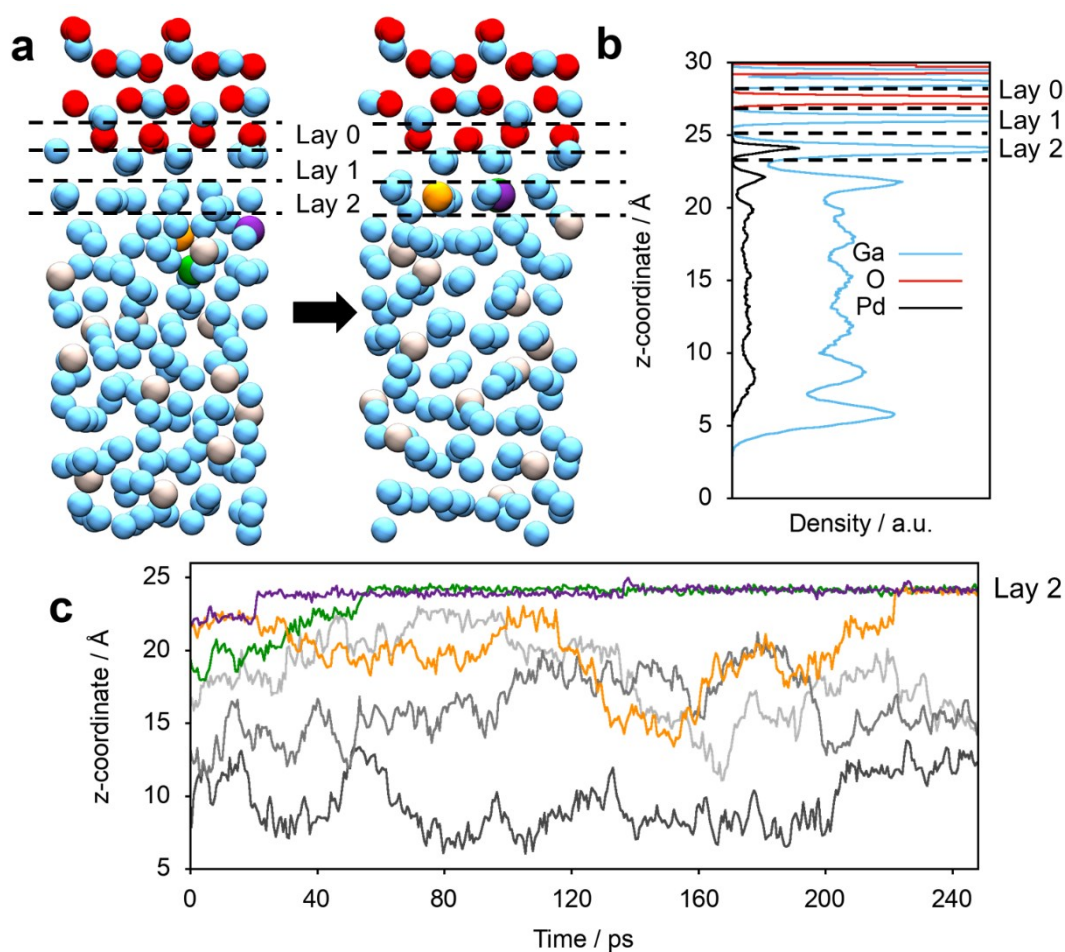 a
Lay 0
Lay 1
Lay 2
b
30
25
20
15
10
5
0
z-coordinate / Å
Lay 0
Lay 1
Lay 2
Ga
O
Pd
Density / a.u.
c
25
20
15
10
5
z-coordinate / Å
Lay 2
0
40
80
120
160
200
240
Time / ps